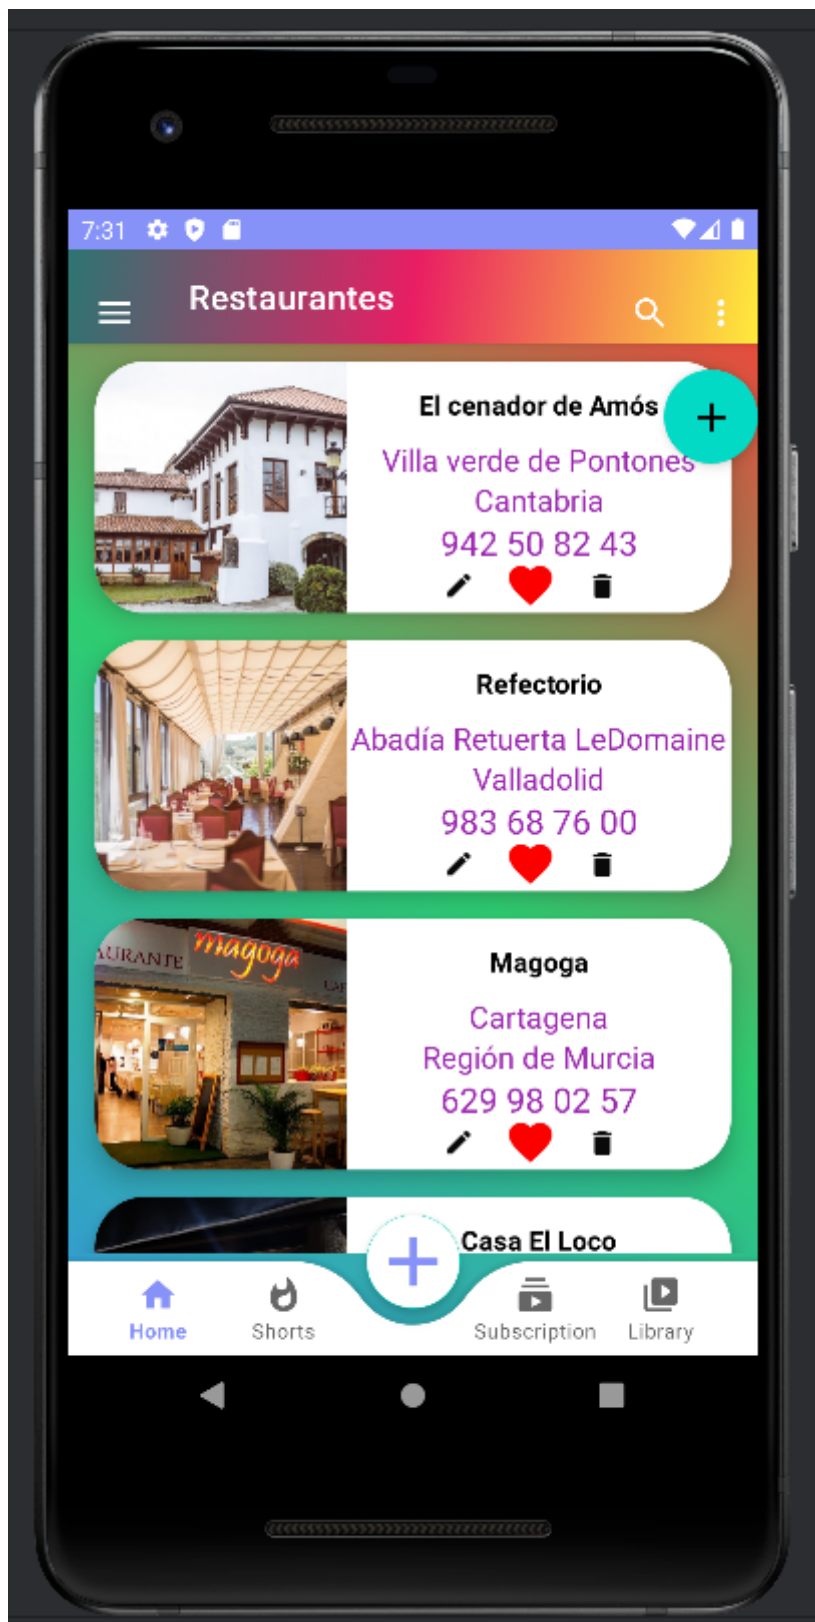 7:31
Restaurantes
El cenador de Amós
Villa verde de Pontones
Cantabria
942 50 82 43
Refectorio
Abadía Retuerta LeDomaine
Valladolid
983 68 76 00
AURANTE magoga
Magoga
Cartagena
Región de Murcia
629 98 02 57
Casa El Loco
Home
Shorts
Subscription
Library